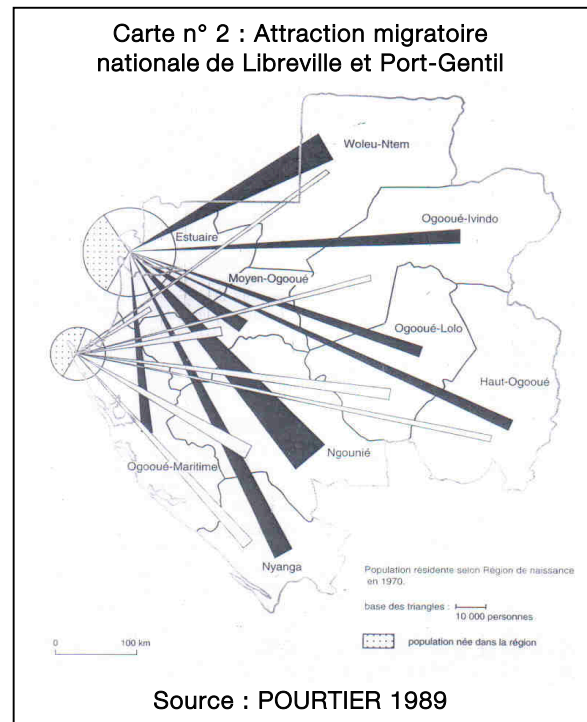 Carte n° 2 : Attraction migratoire
nationale de Libreville et Port-Gentil
Woleu-Ntem
Ogooué-Ivindo
Estuaire
Moyen-Ogooué
Ogooué-Lolo
Haut-Ogooué
Ngounié
Ogooué-Maritime
Nyanga
Population résidente selon Région de naissance
en 1970.
base des triangles :
10 000 personnes
0 100 km
population née dans la région
Source : POURTIER 1989